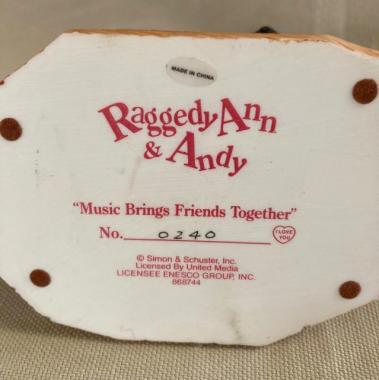 MADE IN CHINA
Raggedy Ann
& Andy
"Music Brings Friends Together"
No. 0240
I LOVE
YOU
© Simon & Schuster, Inc.
Licensed By United Media
LICENSEE ENESCO GROUP, INC.
868744